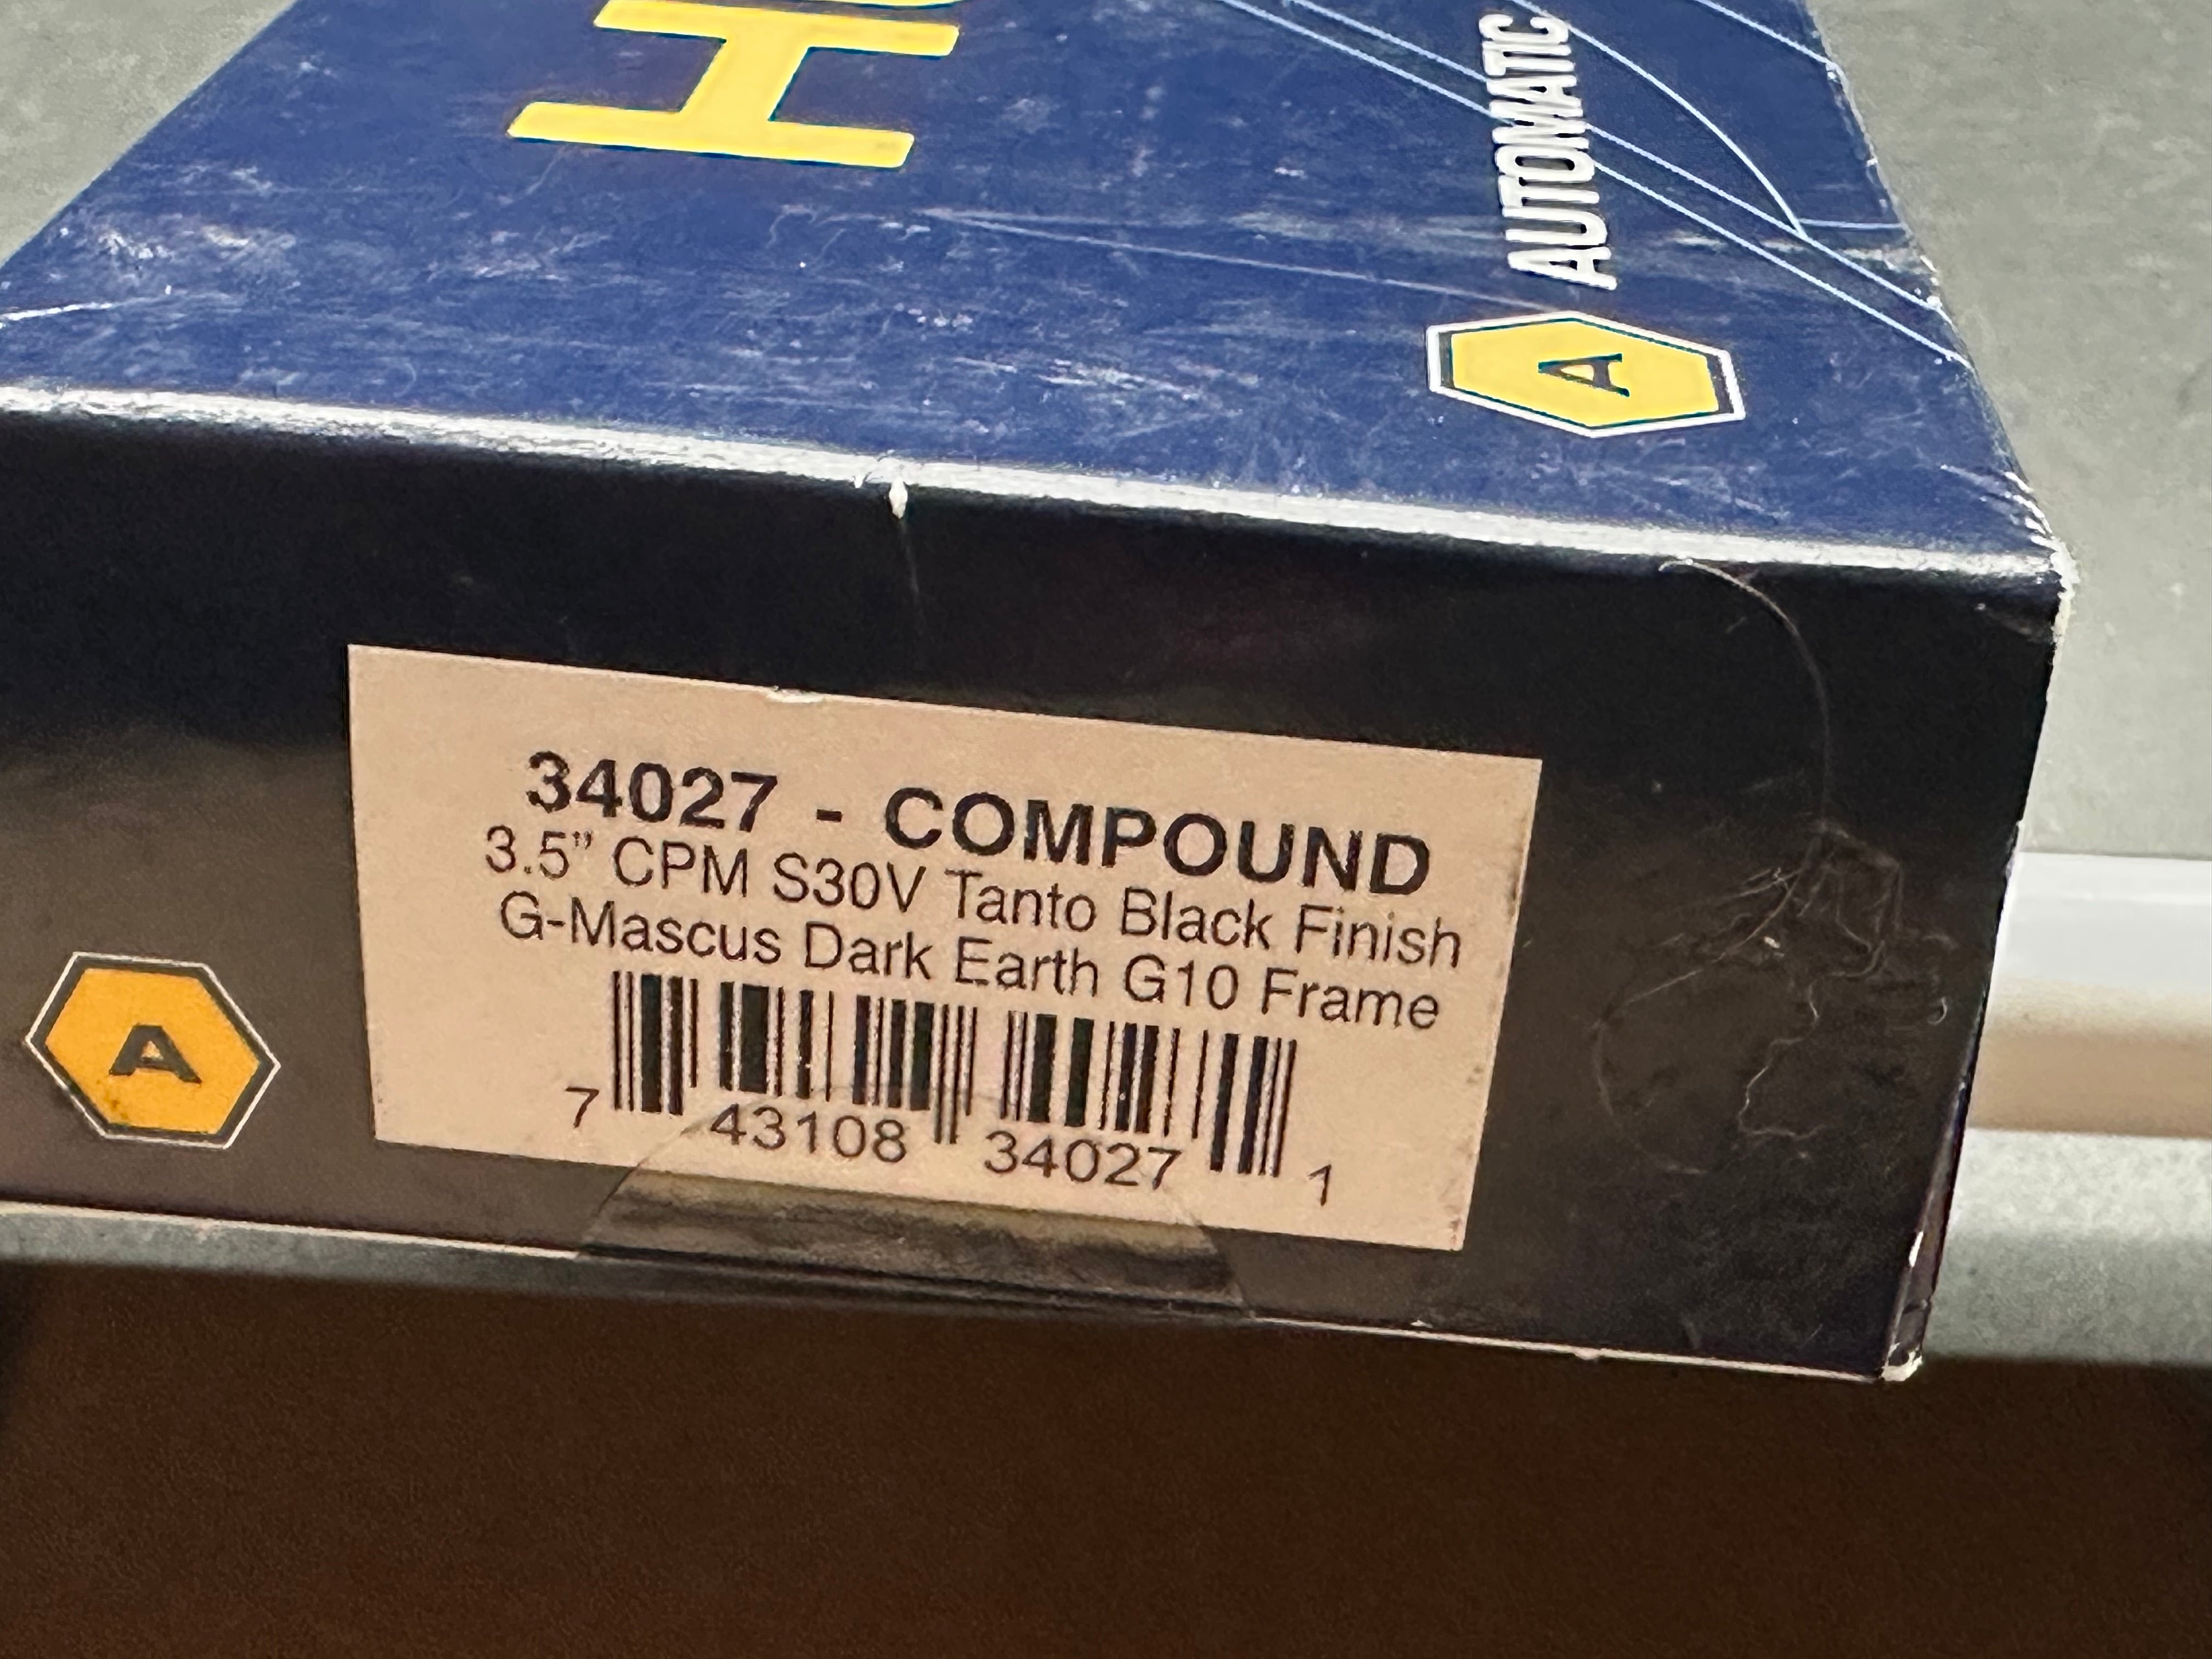 H
AUTOMATIC
A
34027 - COMPOUND
3.5” CPM S30V Tanto Black Finish
G-Mascus Dark Earth G10 Frame
7 43108 34027 1
A